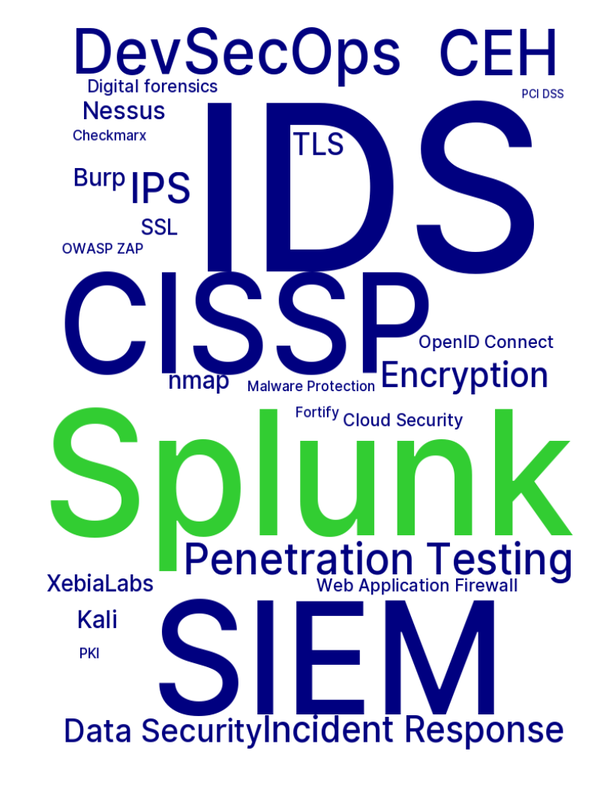 DevSecOps
CEH
Digital forensics
PCI DSS
Nessus
IDS
Checkmarx
TLS
Burp
IPS
SSL
OWASP ZAP
CISSP
OpenID Connect
nmap
Malware Protection
Encryption
Fortify
Cloud Security
Splunk
Penetration Testing
XebiaLabs
Web Application Firewall
Kali
SIEM
PKI
Data Security
Incident Response